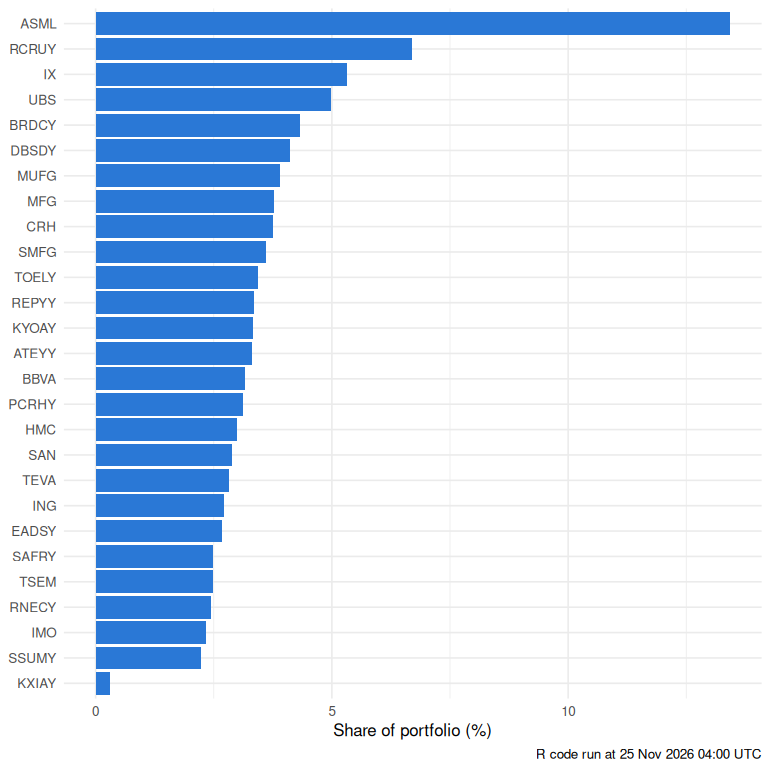 ASML
RCRUY
IX
UBS
BRDCY
DBSDY
MUFG
MFG
CRH
SMFG
TOELY
REPYY
KYOAY
ATEYY
BBVA
PCRHY
HMC
SAN
TEVA
ING
EADSY
SAFRY
TSEM
RNECY
IMO
SSUMY
KXIAY
0 5 10
Share of portfolio (%)
R code run at 25 Nov 2026 04:00 UTC